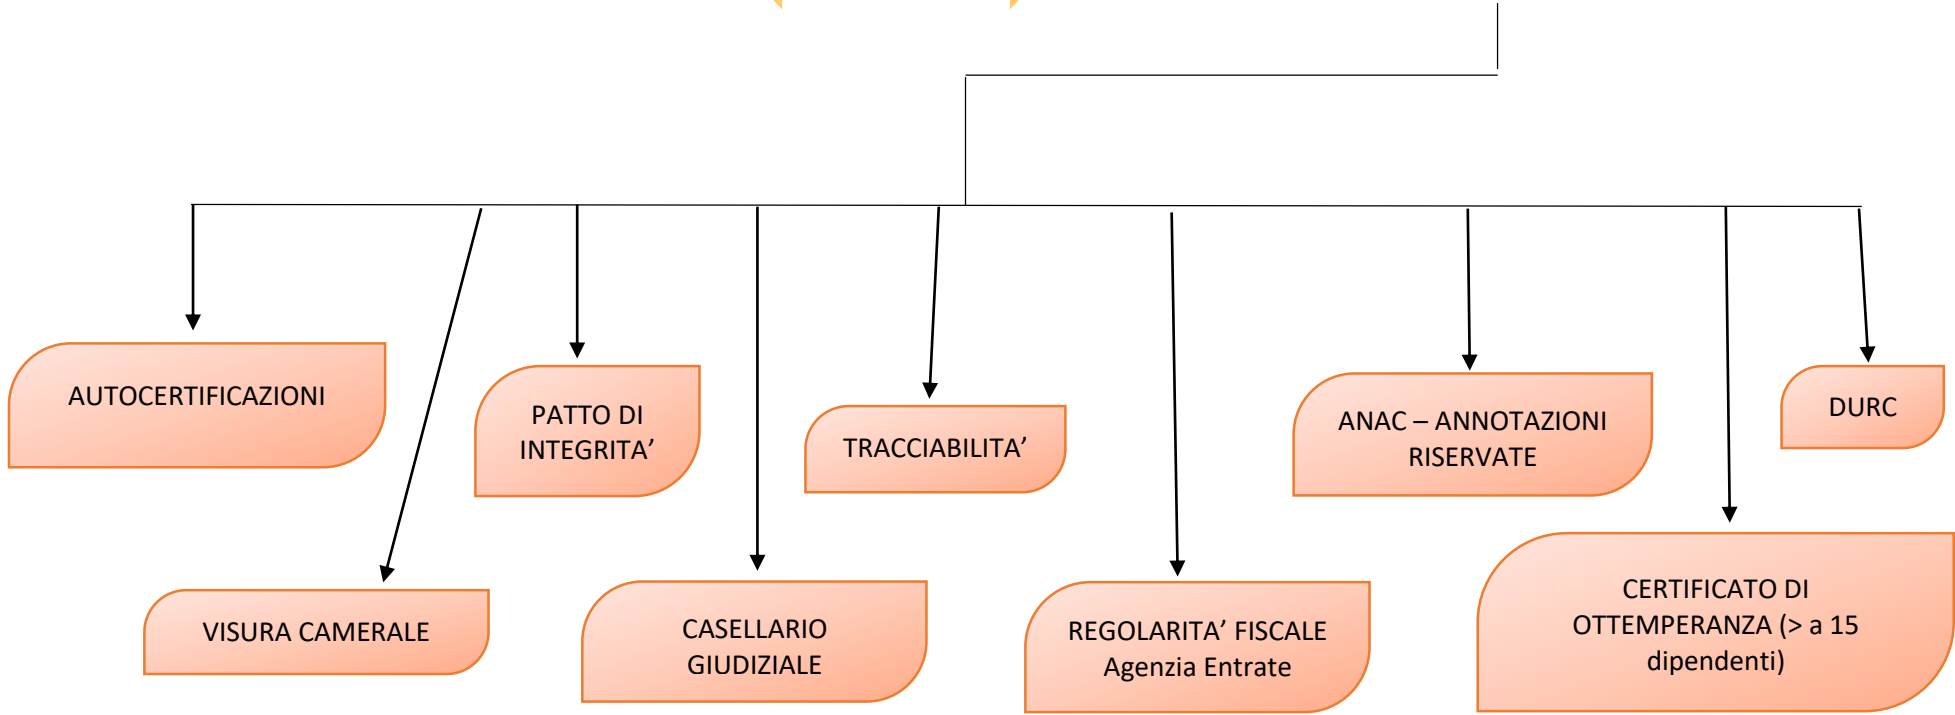 AUTOCERTIFICAZIONI
PATTO DI
INTEGRITA’
TRACCIABILITA’
ANAC – ANNOTAZIONI
RISERVATE
DURC
VISURA CAMERALE
CASELLARIO
GIUDIZIALE
REGOLARITA’ FISCALE
Agenzia Entrate
CERTIFICATO DI
OTTEMPERANZA (> a 15
dipendenti)